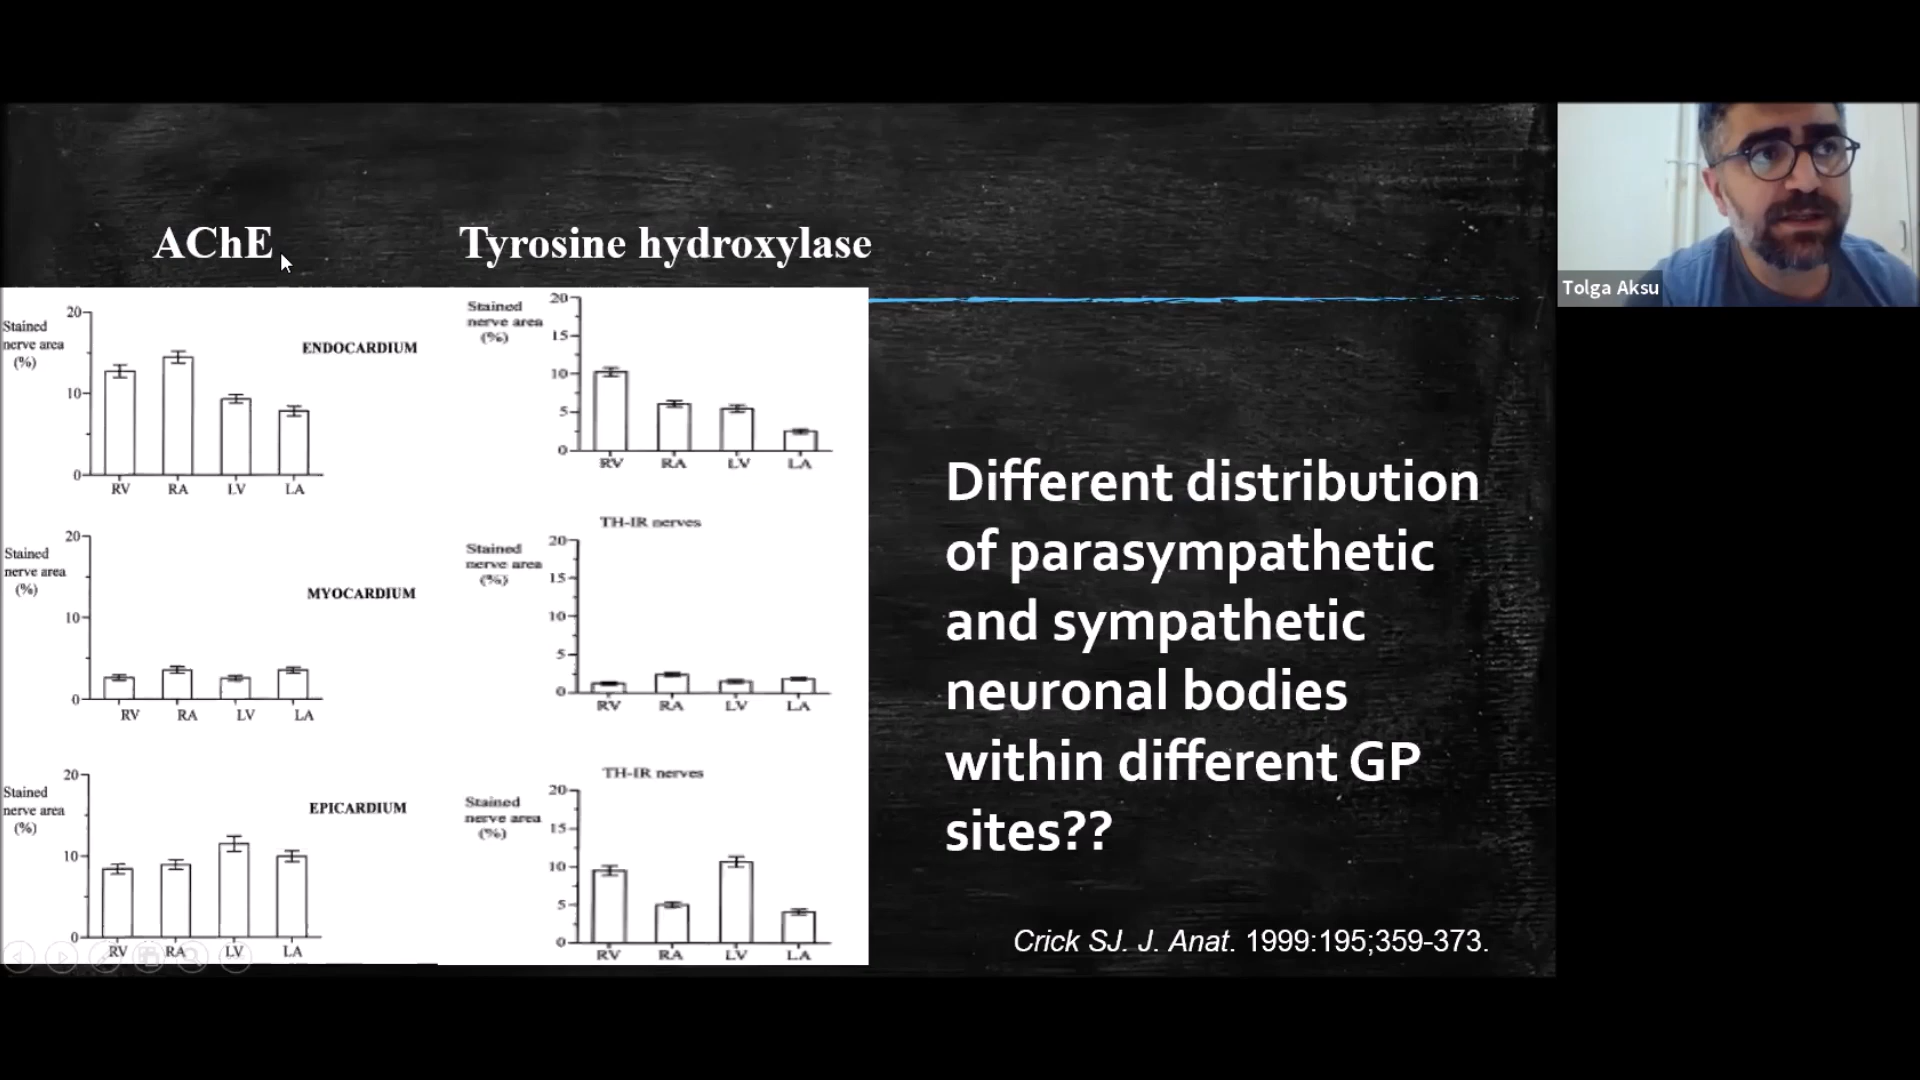 AChE
Tyrosine hydroxylase
Tolga Aksu
20
Stained
nerve area
(%)
ENDOCARDIUM
10
0
RV RA LV LA
Stained
nerve area
(%)
20
15
10
5
0
RV RA LV LA
20
Stained
nerve area
(%)
MYOCARDIUM
10
0
RV RA LV LA
TH-IR nerves
Stained
nerve area
(%)
20
15
10
5
0
RV RA LV LA
20
Stained
nerve area
(%)
EPICARDIUM
10
0
RV RA LV LA
TH-IR nerves
Stained
nerve area
(%)
20
15
10
5
0
RV RA LV LA
Different distribution
of parasympathetic
and sympathetic
neuronal bodies
within different GP
sites??
Crick SJ. J. Anat. 1999:195;359-373.